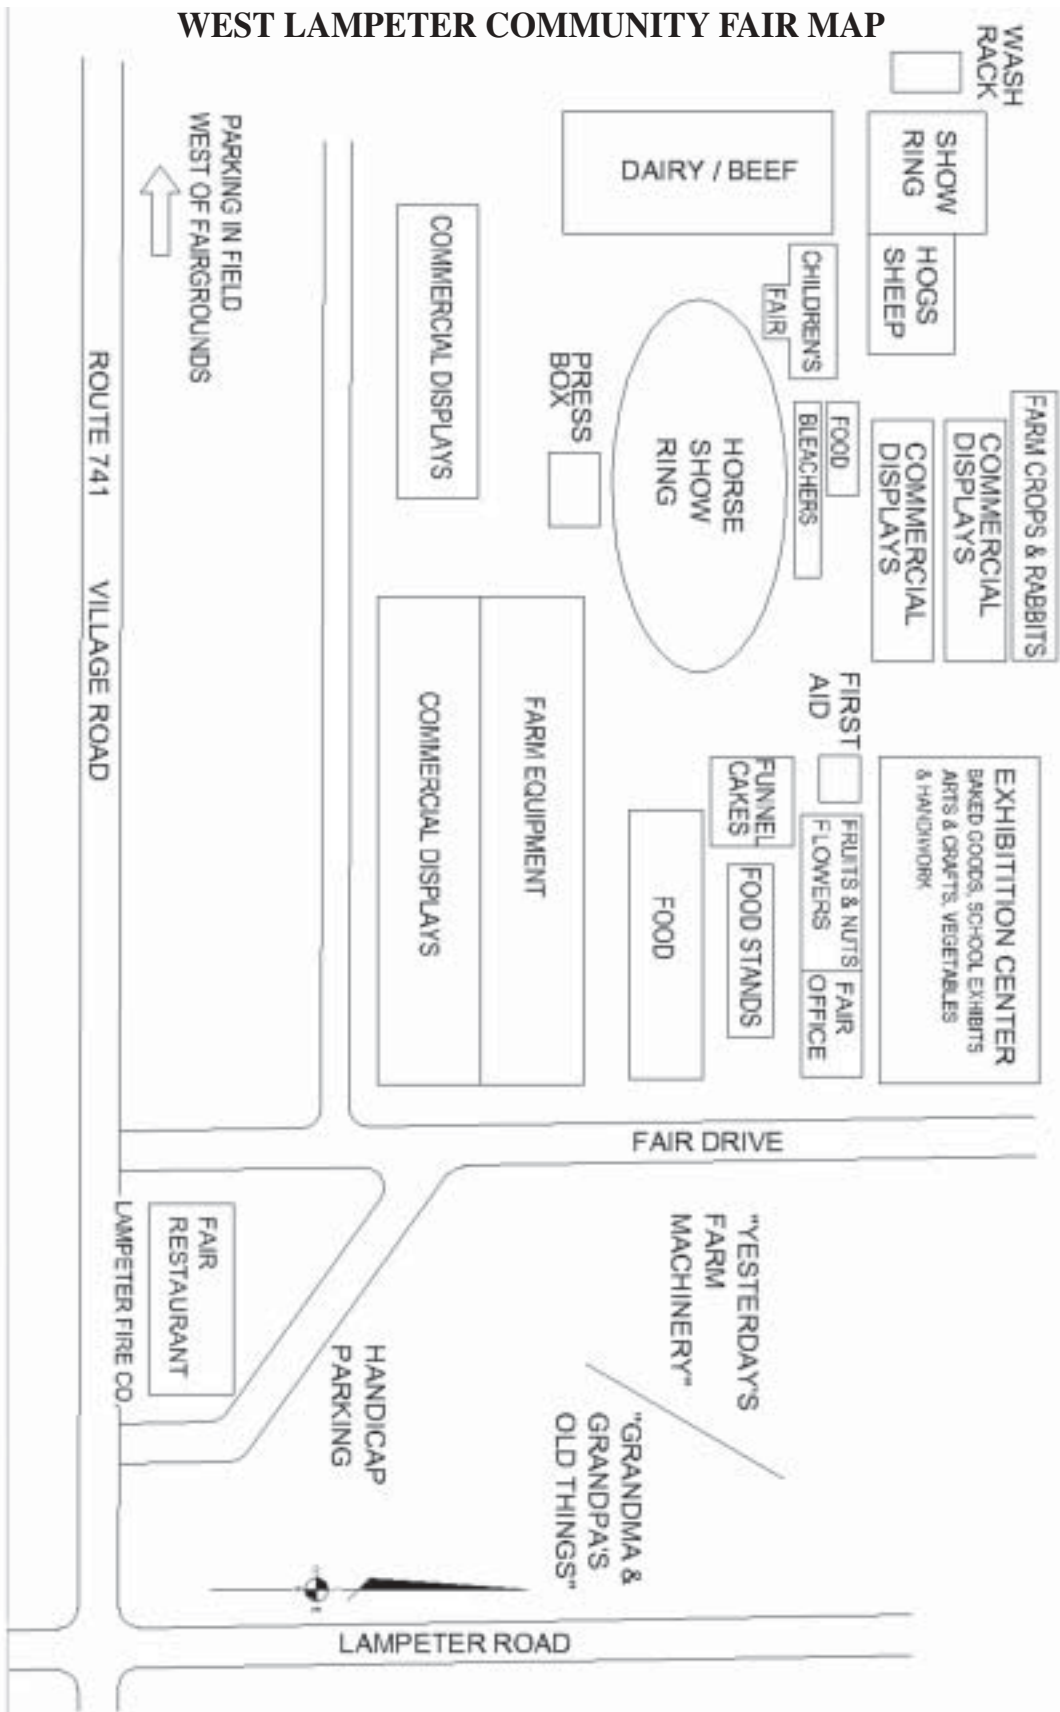 WEST LAMPETER COMMUNITY FAIR MAP
WASH
RACK
SHOW
RING
DAIRY / BEEF
HOGS
SHEEP
CHILDREN'S
FAIR
PARKING IN FIELD
WEST OF FAIRGROUNDS
COMMERCIAL DISPLAYS
PRESS
BOX
HORSE
SHOW
RING
FOOD
BLEACHERS
COMMERCIAL
DISPLAYS
COMMERCIAL
DISPLAYS
FARM CROPS & RABBITS
ROUTE 741 VILLAGE ROAD
FIRST
AID
EXHIBITITION CENTER
BAKED GOODS, SCHOOL EXHIBITS
ARTS & CRAFTS, VEGETABLES
& HANDIWORK
FUNNEL
CAKES
FRUITS & NUTS
FLOWERS
FAIR
OFFICE
FOOD STANDS
FOOD
FARM EQUIPMENT
COMMERCIAL DISPLAYS
FAIR DRIVE
FAIR
RESTAURANT
LAMPETER FIRE CO.
"YESTERDAY'S
FARM
MACHINERY"
HANDICAP
PARKING
"GRANDMA &
GRANDPA'S
OLD THINGS"
LAMPETER ROAD